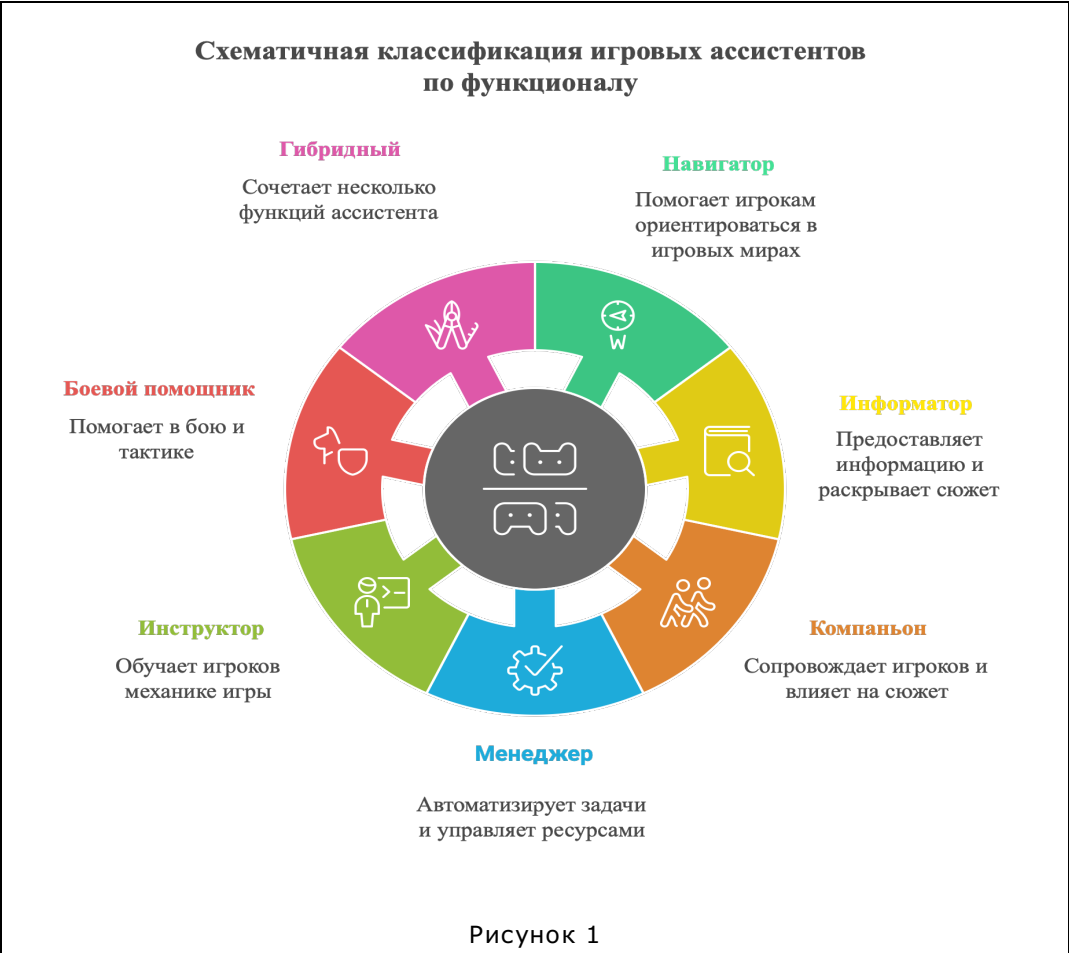 Схематичная классификация игровых ассистентов
по функционалу
Гибридный
Сочетает несколько
функций ассистента
Навигатор
Помогает игрокам
ориентироваться в
игровых мирах
W
Боевой помощник
Помогает в бою и
тактике
Информатор
Предоставляет
информацию и
раскрывает сюжет
Инструктор
Обучает игроков
механике игры
Компаньон
Сопровождает игроков и
влияет на сюжет
Менеджер
Автоматизирует задачи
и управляет ресурсами
Рисунок 1